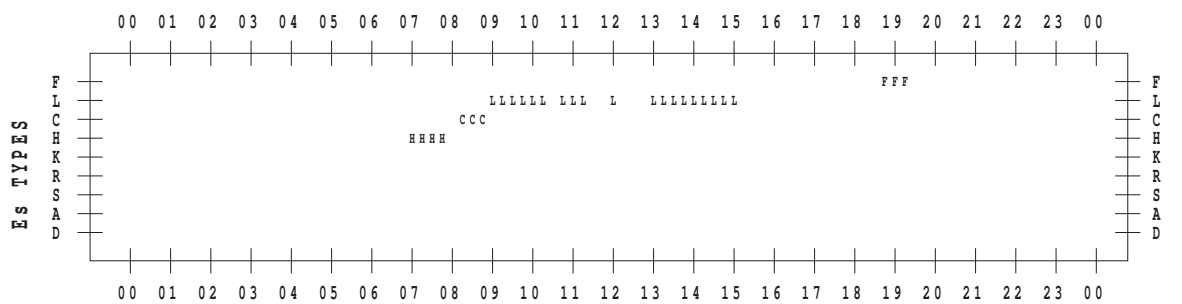 00 01 02 03 04 05 06 07 08 09 10 11 12 13 14 15 16 17 18 19 20 21 22 23 00
F FFF F
L LLLLLL LLL L LLLLLLLLL L
C CCC C
H HHHH H
K K
R R
S S
A A
D D
Es TYPES
00 01 02 03 04 05 06 07 08 09 10 11 12 13 14 15 16 17 18 19 20 21 22 23 00